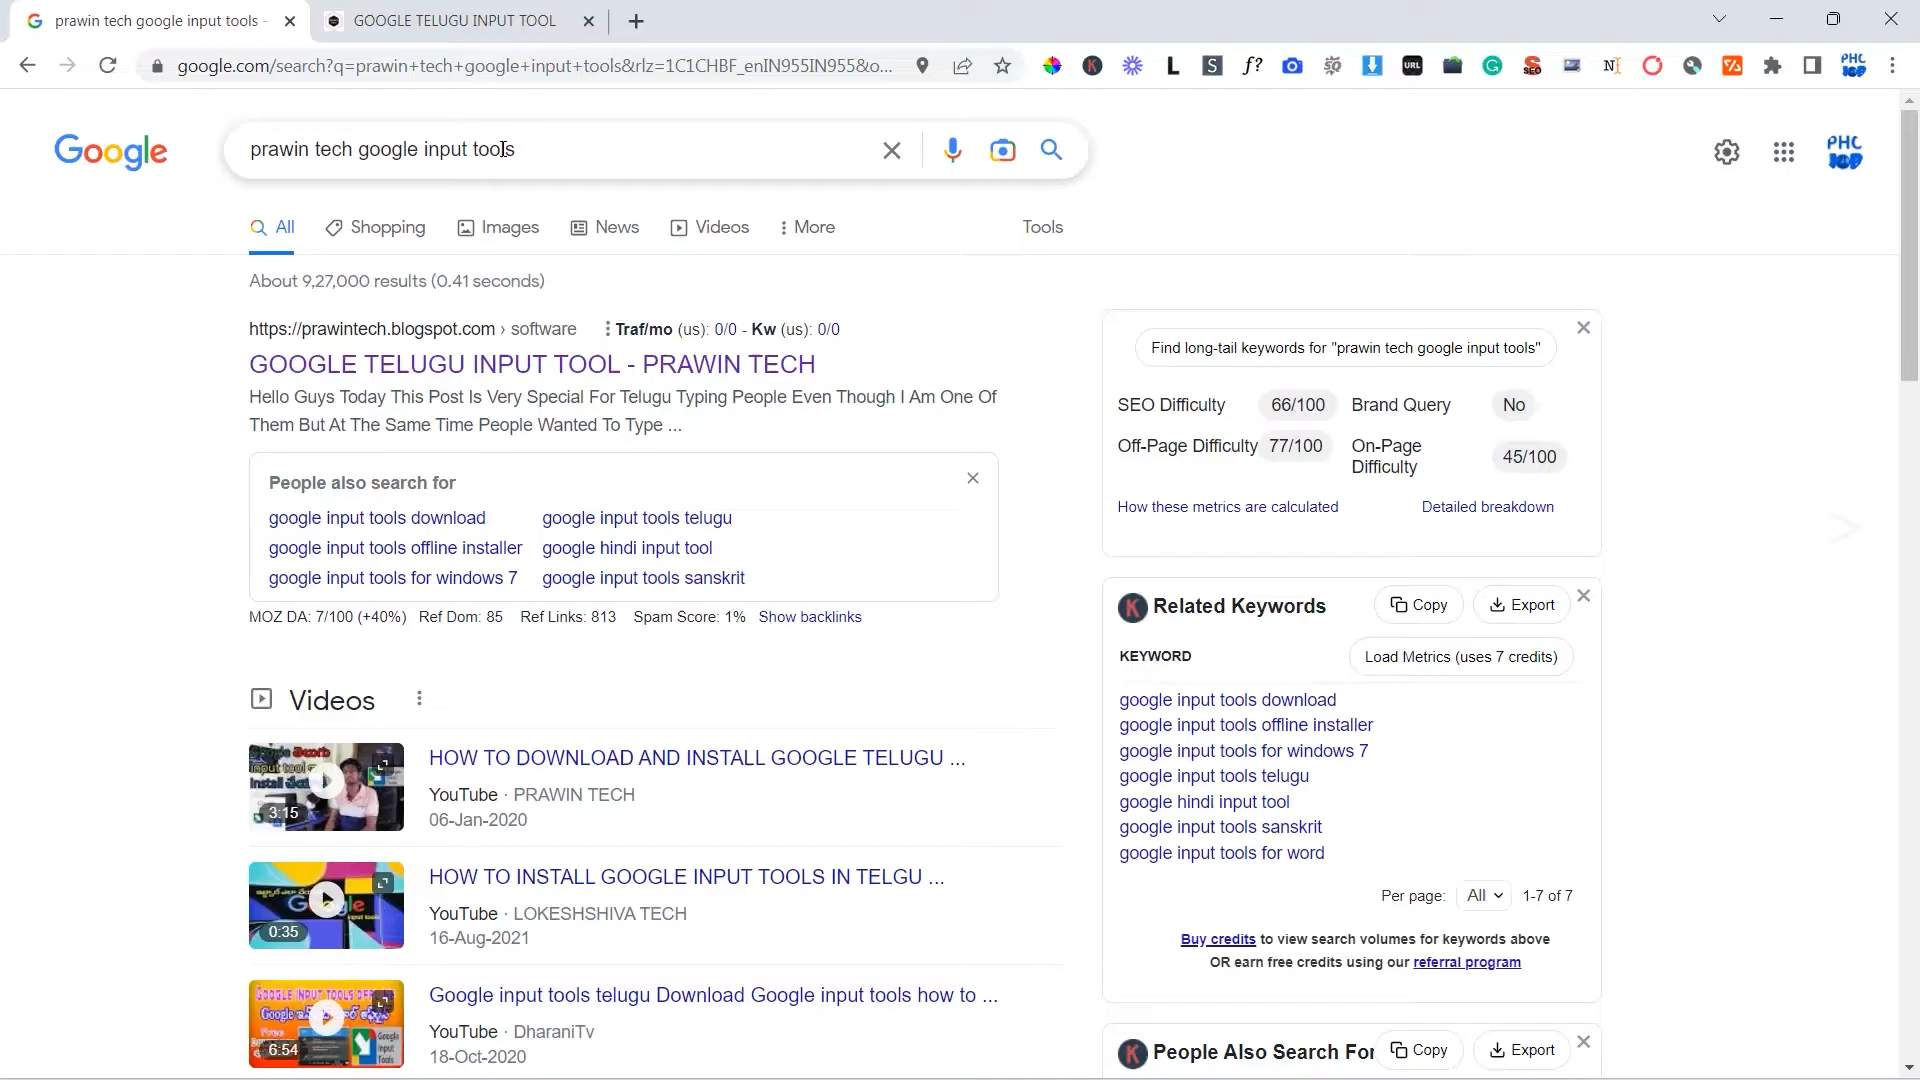 prawin tech google input tools -
GOOGLE TELUGU INPUT TOOL
google.com/search?q=prawin+tech+google+input+tools&rlz=1C1CHBF_enIN955IN955&o...
Google
prawin tech google input tools
PHC
All
Shopping
Images
News
Videos
More
Tools
About 9,27,000 results (0.41 seconds)
https://prawintech.blogspot.com › software
Traf/mo (us): 0/0 - Kw (us): 0/0
GOOGLE TELUGU INPUT TOOL - PRAWIN TECH
Hello Guys Today This Post Is Very Special For Telugu Typing People Even Though I Am One Of
Them But At The Same Time People Wanted To Type ...
People also search for
google input tools download
google input tools telugu
google input tools offline installer
google hindi input tool
google input tools for windows 7
google input tools sanskrit
MOZ DA: 7/100 (+40%) Ref Dom: 85 Ref Links: 813 Spam Score: 1% Show backlinks
Videos
3:15
HOW TO DOWNLOAD AND INSTALL GOOGLE TELUGU ...
YouTube · PRAWIN TECH
06-Jan-2020
0:35
HOW TO INSTALL GOOGLE INPUT TOOLS IN TELGU ...
YouTube · LOKESHSHIVA TECH
16-Aug-2021
6:54
Google input tools telugu Download Google input tools how to ...
YouTube · DharaniTv
18-Oct-2020
Find long-tail keywords for "prawin tech google input tools"
SEO Difficulty 66/100 Brand Query No
Off-Page Difficulty 77/100 On-Page
Difficulty 45/100
How these metrics are calculated
Detailed breakdown
Related Keywords
Copy
Export
KEYWORD
Load Metrics (uses 7 credits)
google input tools download
google input tools offline installer
google input tools for windows 7
google input tools telugu
google hindi input tool
google input tools sanskrit
google input tools for word
Per page: All 1-7 of 7
Buy credits to view search volumes for keywords above
OR earn free credits using our referral program
People Also Search For
Copy
Export